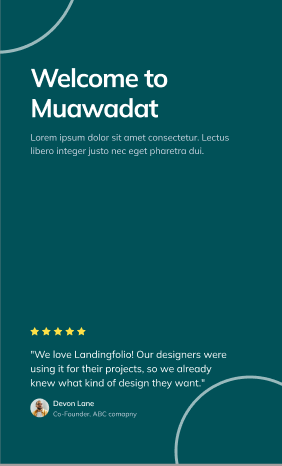 Welcome to
Muawadat
Lorem ipsum dolor sit amet consectetur. Lectus
libero integer justo nec eget pharetra dui.
"We love Landingfolio! Our designers were
using it for their projects, so we already
knew what kind of design they want."
Devon Lane
Co-Founder, ABC comapny